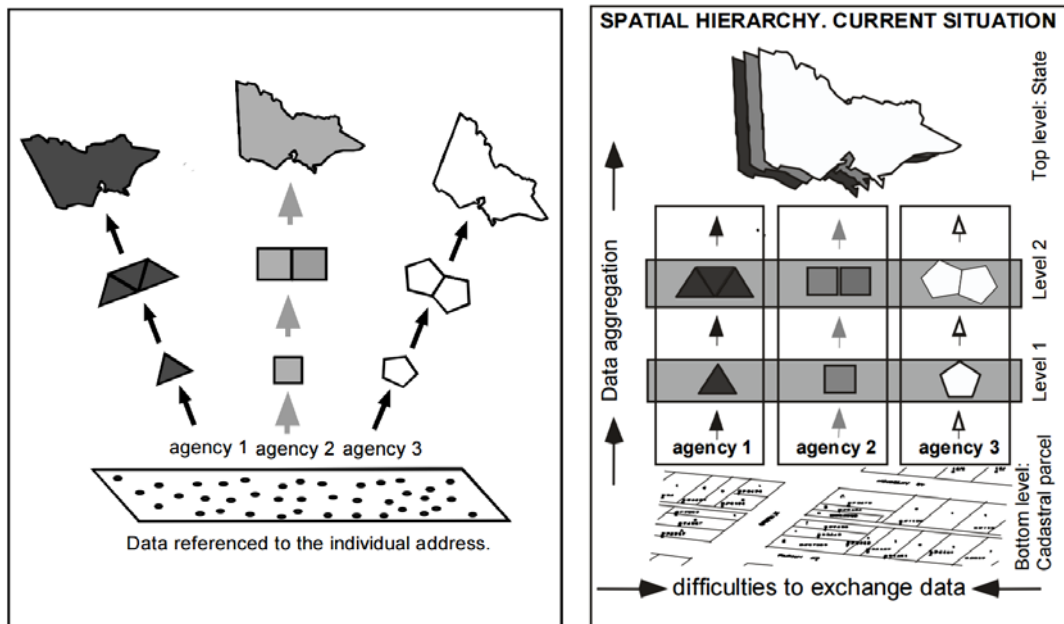 agency 1 agency 2 agency 3
Data referenced to the individual address.
SPATIAL HIERARCHY. CURRENT SITUATION
Top level: State
Level 2
Level 1
Bottom level:
Cadastral parcel
Data aggregation
agency 1 agency 2 agency 3
difficulties to exchange data